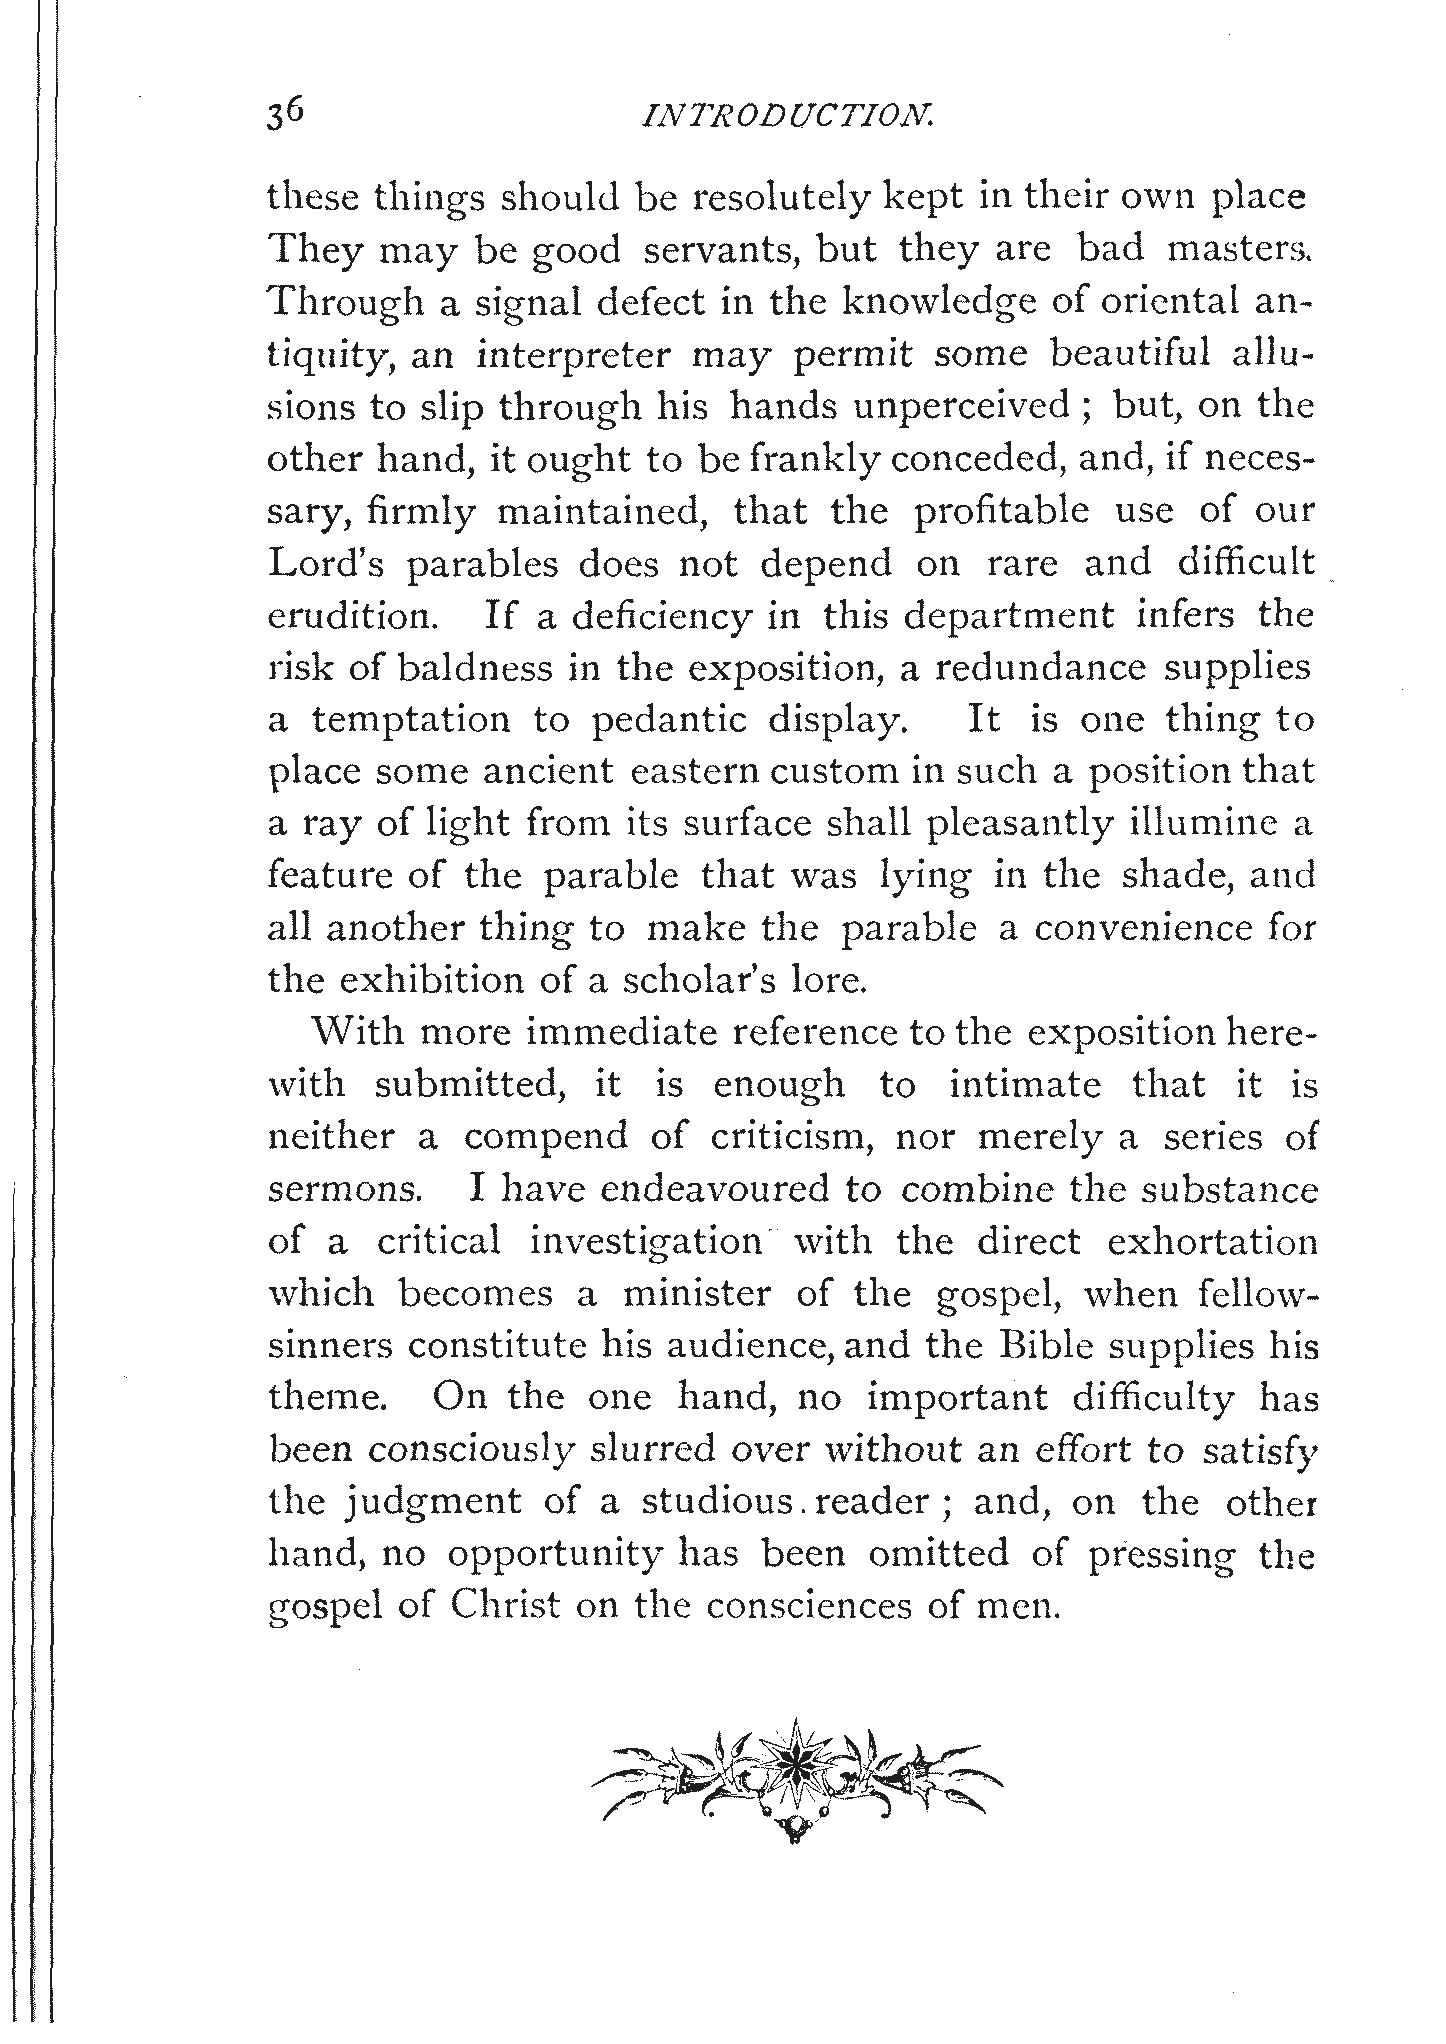 36 INTRODUCTION.
these things should be resolutely kept in their own place
They may be good servants, but they are bad masters.
Through a signal defect in the knowledge of oriental an-
tiquity, an interpreter may permit some beautiful allu-
sions to slip through his hands unperceived ; but, on the
other hand, it ought to be frankly conceded, and, if neces-
sary, firmly maintained, that the profitable use of our
Lord's parables does not depend on rare and difficult
erudition. If a deficiency in this department infers the
risk of baldness in the exposition, a redundance supplies
a temptation to pedantic display. It is one thing to
place some ancient eastern custom in such a position that
a ray of light from its surface shall pleasantly illumine a
feature of the parable that was lying in the shade, and
all another thing to make the parable a convenience for
the exhibition of a scholar's lore.
With more immediate reference to the exposition here-
with submitted, it is enough to intimate that it is
neither a compend of criticism, nor merely a series of
sermons. I have endeavoured to combine the substance
of a critical investigation with the direct exhortation
which becomes a minister of the gospel, when fellow-
sinners constitute his audience, and the Bible supplies his
theme. On the one hand, no important difficulty has
been consciously slurred over without an effort to satisfy
the judgment of a studious reader ; and, on the other
hand, no opportunity has been omitted of pressing the
gospel of Christ on the consciences of men.